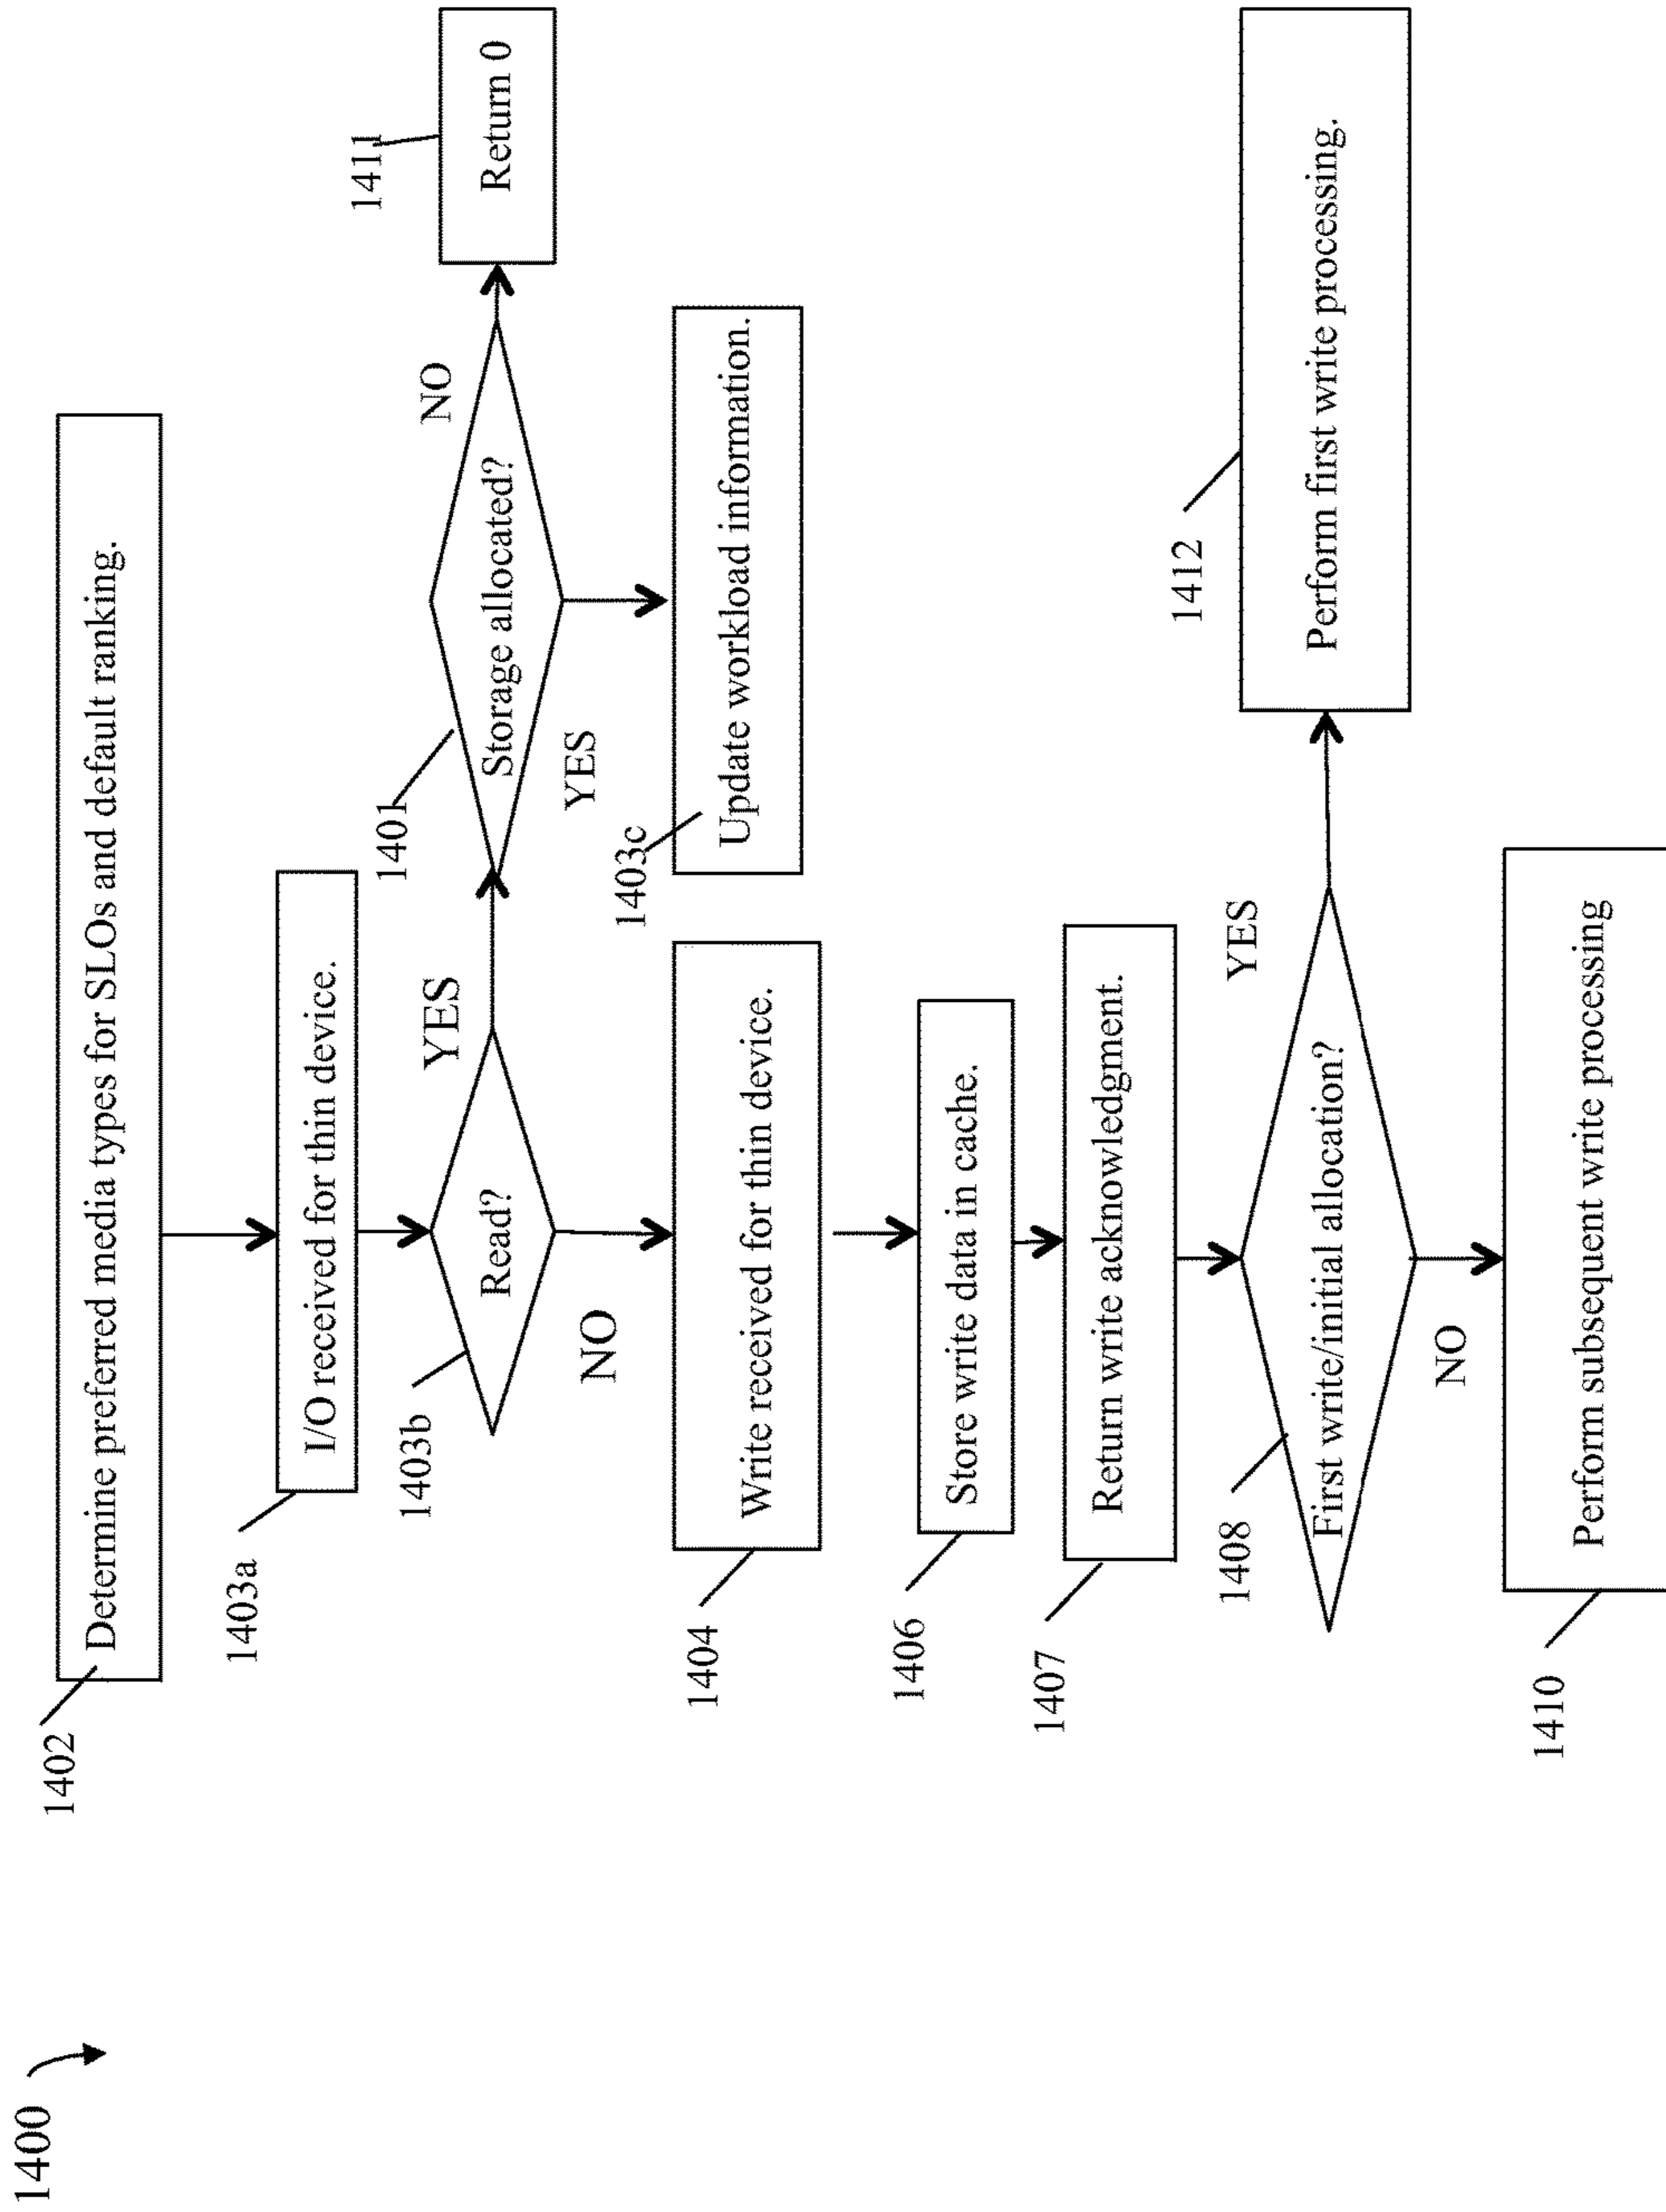 1400
1402
Determine preferred media types for SLOs and default ranking.
1403a
I/O received for thin device.
1403b
Read?
YES
NO
1401
Storage allocated?
NO
YES
1411
Return 0
1403c
Update workload information.
1404
Write received for thin device.
1406
Store write data in cache.
1407
Return write acknowledgment.
1408
First write/initial allocation?
YES
NO
1412
Perform first write processing.
1410
Perform subsequent write processing